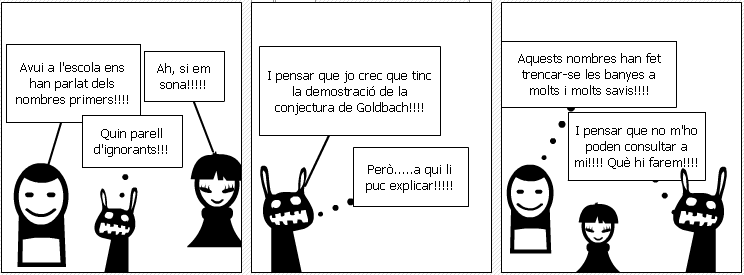 Avui a l'escola ens
han parlat dels
nombres primers!!!!
Ah, si em
sona!!!!!
Quin parell
d'ignorants!!!
I pensar que jo crec que tinc
la demostració de la
conjectura de Goldbach!!!!
Però.....a qui li
puc explicar!!!!!
Aquests nombres han fet
trencar-se les banyes a
molts i molts savis!!!!
I pensar que no m'ho
poden consultar a
mi!!!! Què hi farem!!!!